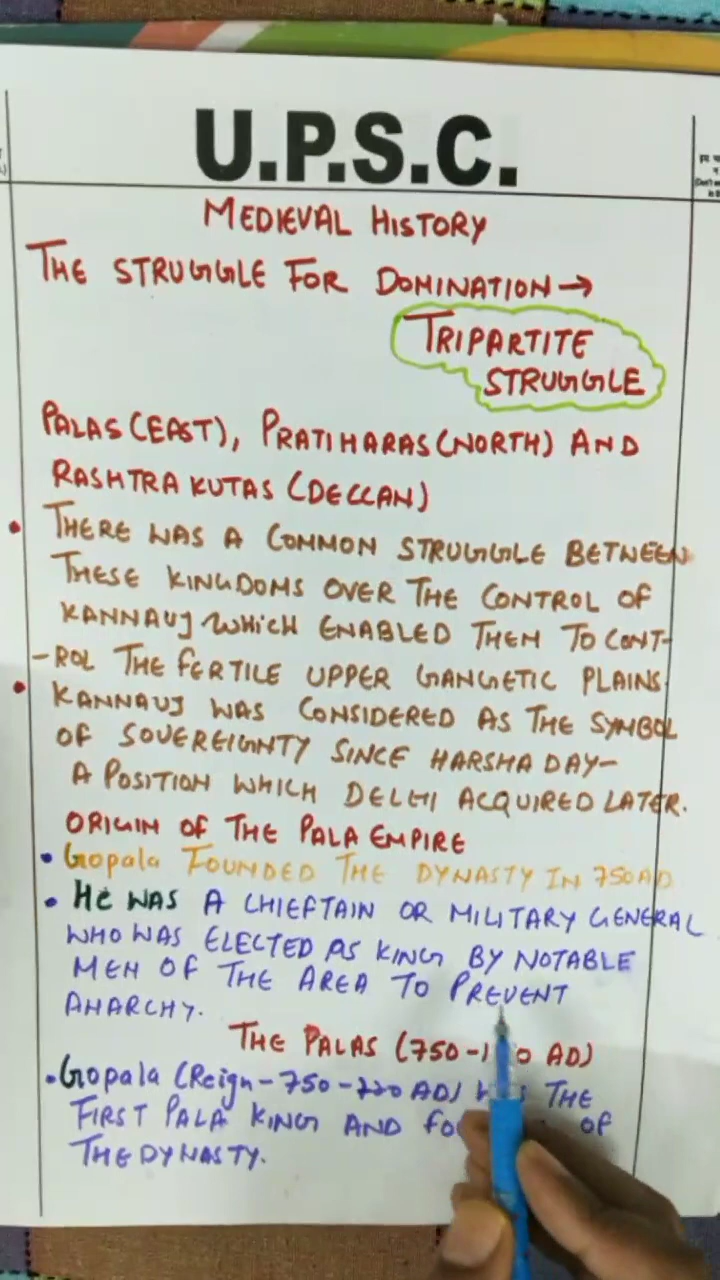 U.P.S.C.
MEDIEVAL HISTORY
THE STRUGGLE FOR DOMINATION →
TRIPARTITE
STRUGGLE
PALAS (EAST), PRATIHARAS (NORTH) AND
RASHTRAKUTAS (DECCAN)
• THERE WAS A COMMON STRUGGLE BETWEEN
THESE KINGDOMS OVER THE CONTROL OF
KANNAUJ WHICH ENABLED THEM TO CONT-
-ROL THE FERTILE UPPER GANGETIC PLAINS.
• KANNAUJ WAS CONSIDERED AS THE SYMBOL
OF SOVEREIGNTY SINCE HARSHA DAY-
A POSITION WHICH DELHI ACQUIRED LATER.
ORIGIN OF THE PALA EMPIRE
• Gopala FOUNDED THE DYNASTY IN 750 AD
• HE WAS A CHIEFTAIN OR MILITARY GENERAL
WHO WAS ELECTED AS KING BY NOTABLE
MEN OF THE AREA TO PREVENT
ANARCHY.
THE PALAS (750- AD)
• Gopala (Reign-750- AD) THE
FIRST PALA KING AND OF
THE DYNASTY.